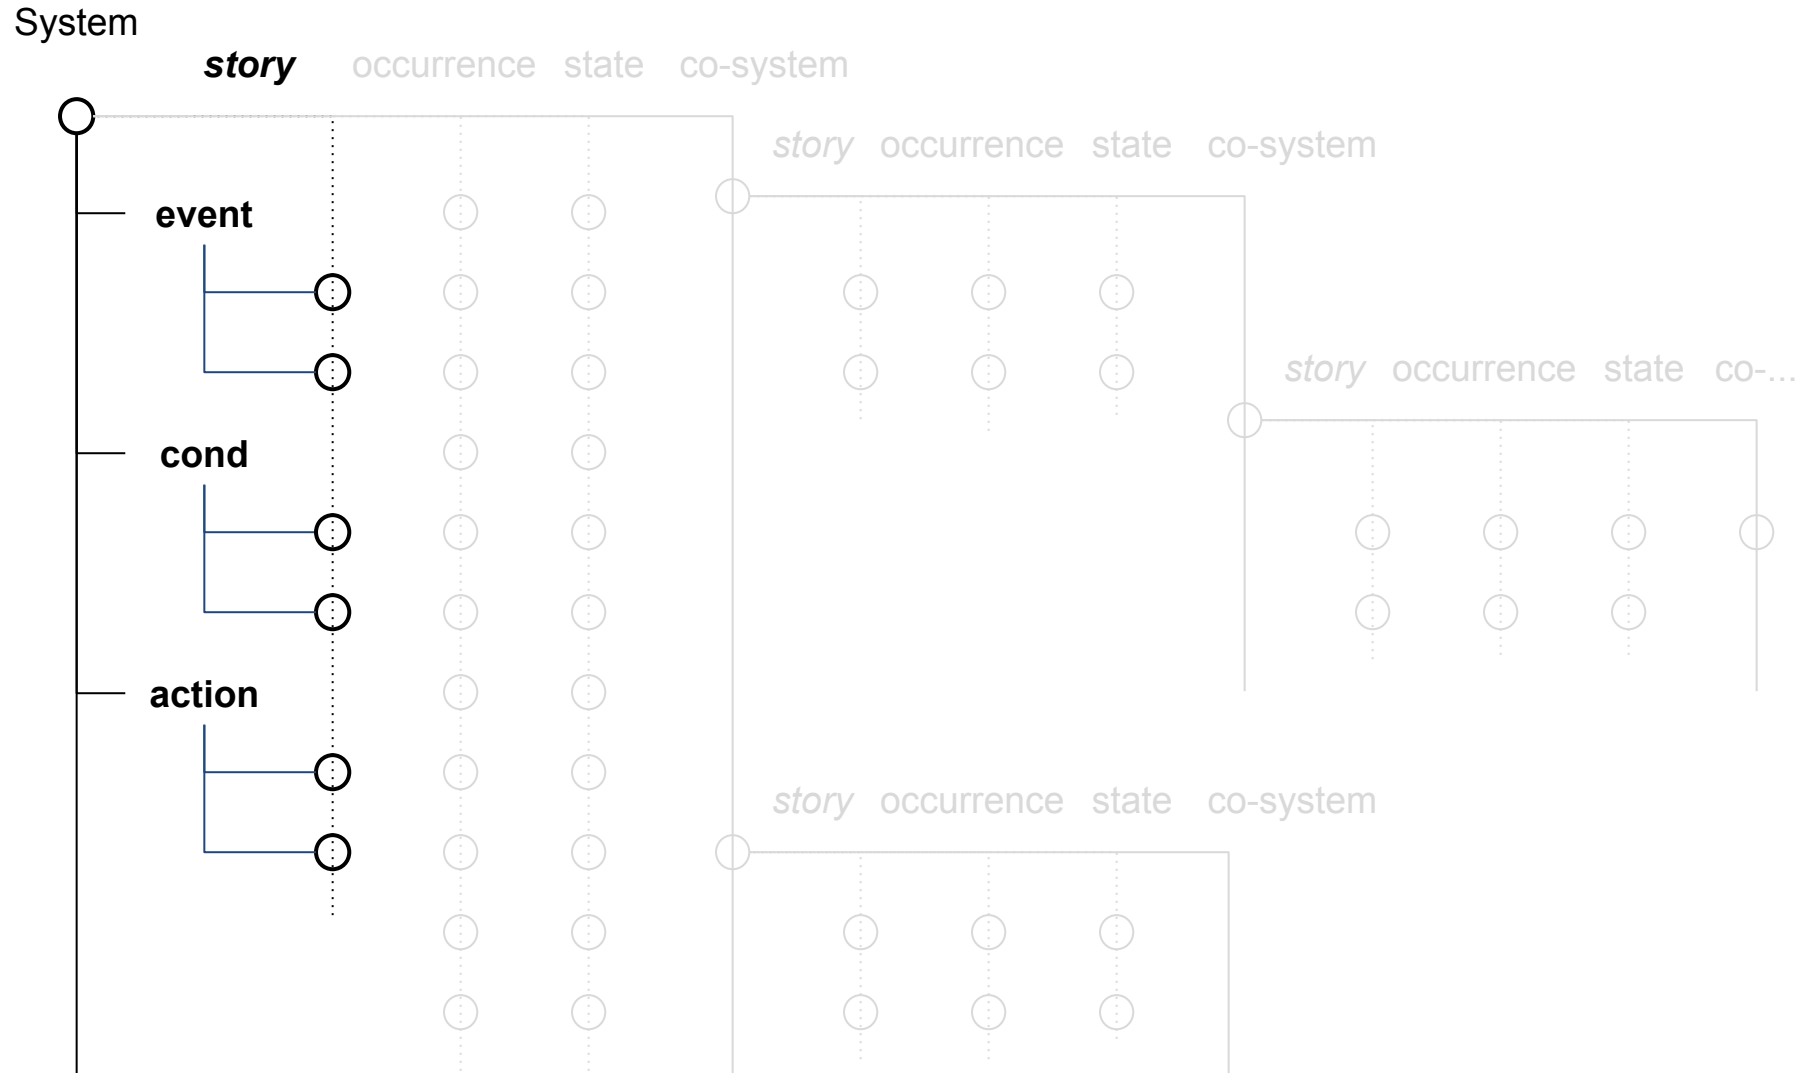 System
story occurrence state co-system
story occurrence state co-system
event
story occurrence state co-...
cond
action
story occurrence state co-system